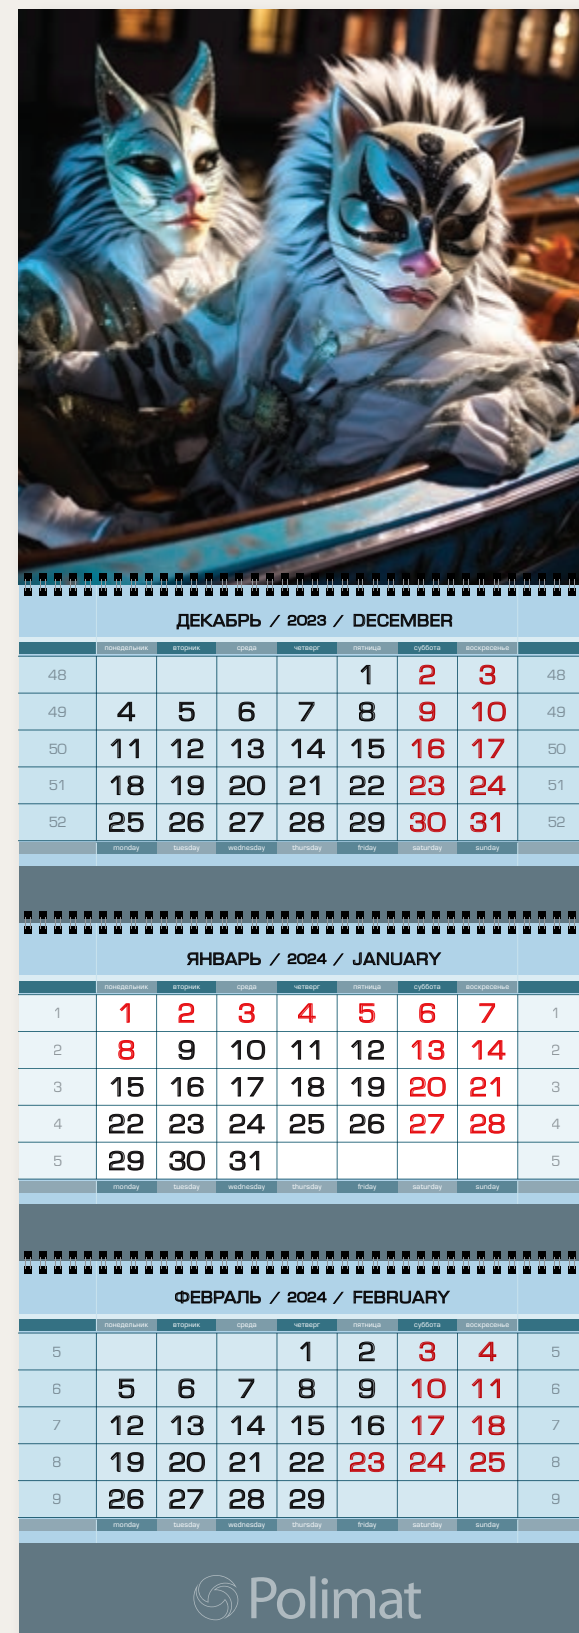 ДЕКАБРЬ / 2023 / DECEMBER
понедельник вторник среда четверг пятница суббота воскресенье
48 1 2 3 48
49 4 5 6 7 8 9 10 49
50 11 12 13 14 15 16 17 50
51 18 19 20 21 22 23 24 51
52 25 26 27 28 29 30 31 52
monday tuesday wednesday thursday friday saturday sunday
ЯНВАРЬ / 2024 / JANUARY
понедельник вторник среда четверг пятница суббота воскресенье
1 1 2 3 4 5 6 7 1
2 8 9 10 11 12 13 14 2
3 15 16 17 18 19 20 21 3
4 22 23 24 25 26 27 28 4
5 29 30 31 5
monday tuesday wednesday thursday friday saturday sunday
ФЕВРАЛЬ / 2024 / FEBRUARY
понедельник вторник среда четверг пятница суббота воскресенье
5 1 2 3 4 5
6 5 6 7 8 9 10 11 6
7 12 13 14 15 16 17 18 7
8 19 20 21 22 23 24 25 8
9 26 27 28 29 9
monday tuesday wednesday thursday friday saturday sunday
Polimat